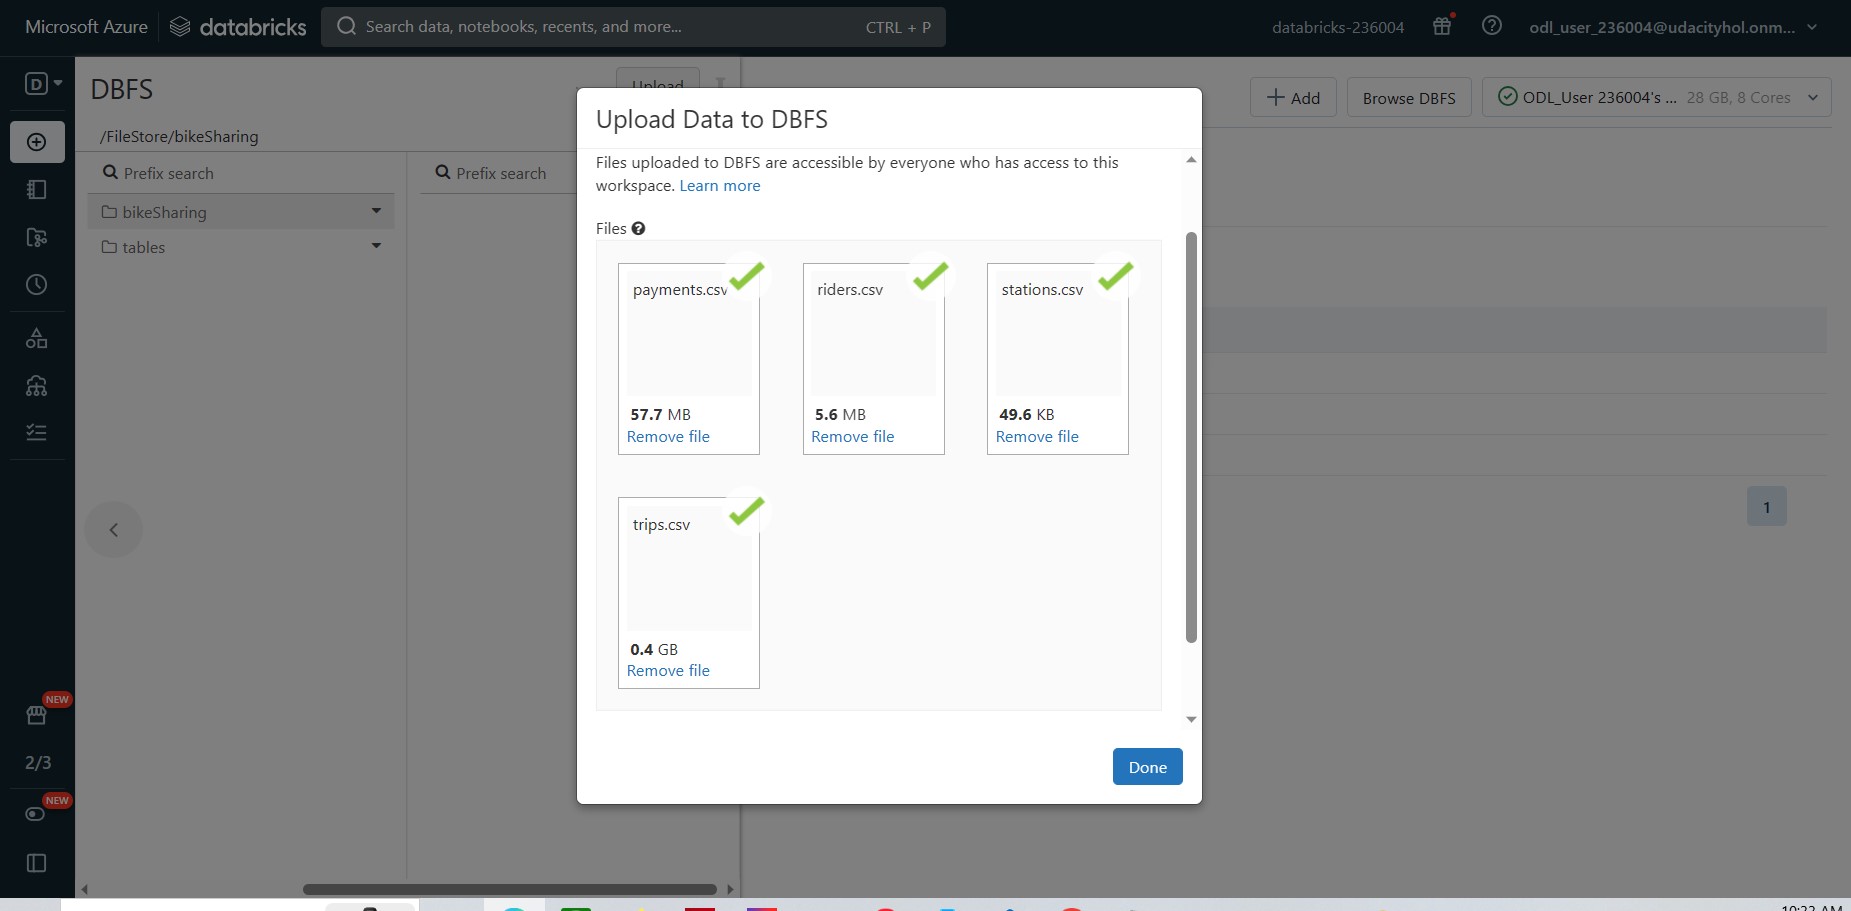 Microsoft Azure
databricks
Search data, notebooks, recents, and more...
CTRL + P
databricks-236004
odl_user_236004@udacityhol.onm...
D
DBFS
Upload
/FileStore/bikeSharing
Prefix search
Prefix search
bikeSharing
tables
Add
Browse DBFS
ODL_User 236004's ...
28 GB, 8 Cores
Upload Data to DBFS
Files uploaded to DBFS are accessible by everyone who has access to this
workspace. Learn more
Files
payments.csv
57.7 MB
Remove file
riders.csv
5.6 MB
Remove file
stations.csv
49.6 KB
Remove file
trips.csv
0.4 GB
Remove file
1
Done
NEW
2/3
NEW